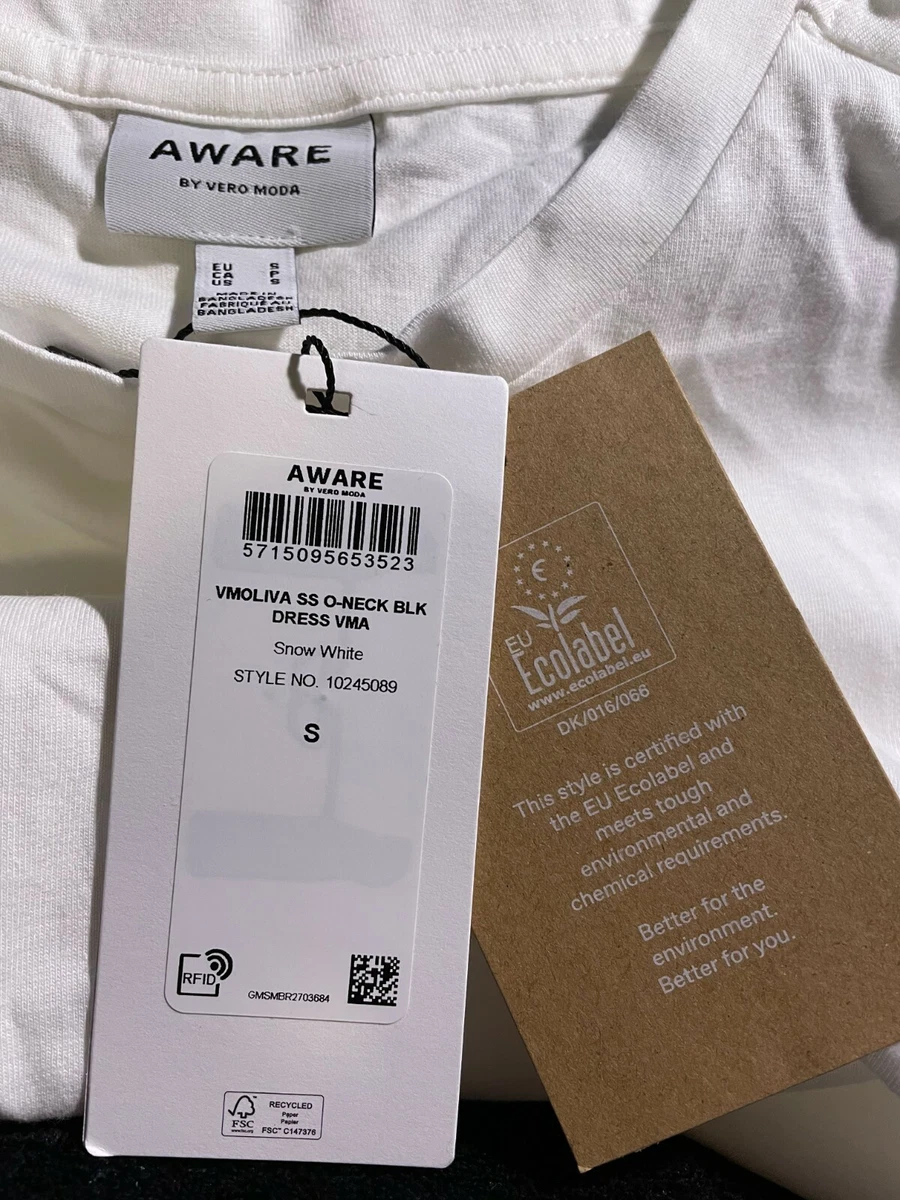 AWARE
BY VERO MODA
EU S
CA P
US S
MADE IN
BANGLADESH
FABRIQUÉ AU
BANGLADESH
AWARE
BY VERO MODA
5715095653523
VMOLIVA SS O-NECK BLK
DRESS VMA
Snow White
STYLE NO. 10245089
S
RFID
GMSMBR2703684
FSC
www.fsc.org
RECYCLED
Paper
Papier
FSC™ C147376
EU
Ecolabel
www.ecolabel.eu
DK/016/066
This style is certified with
the EU Ecolabel and
meets tough
environmental and
chemical requirements.
Better for the
environment.
Better for you.